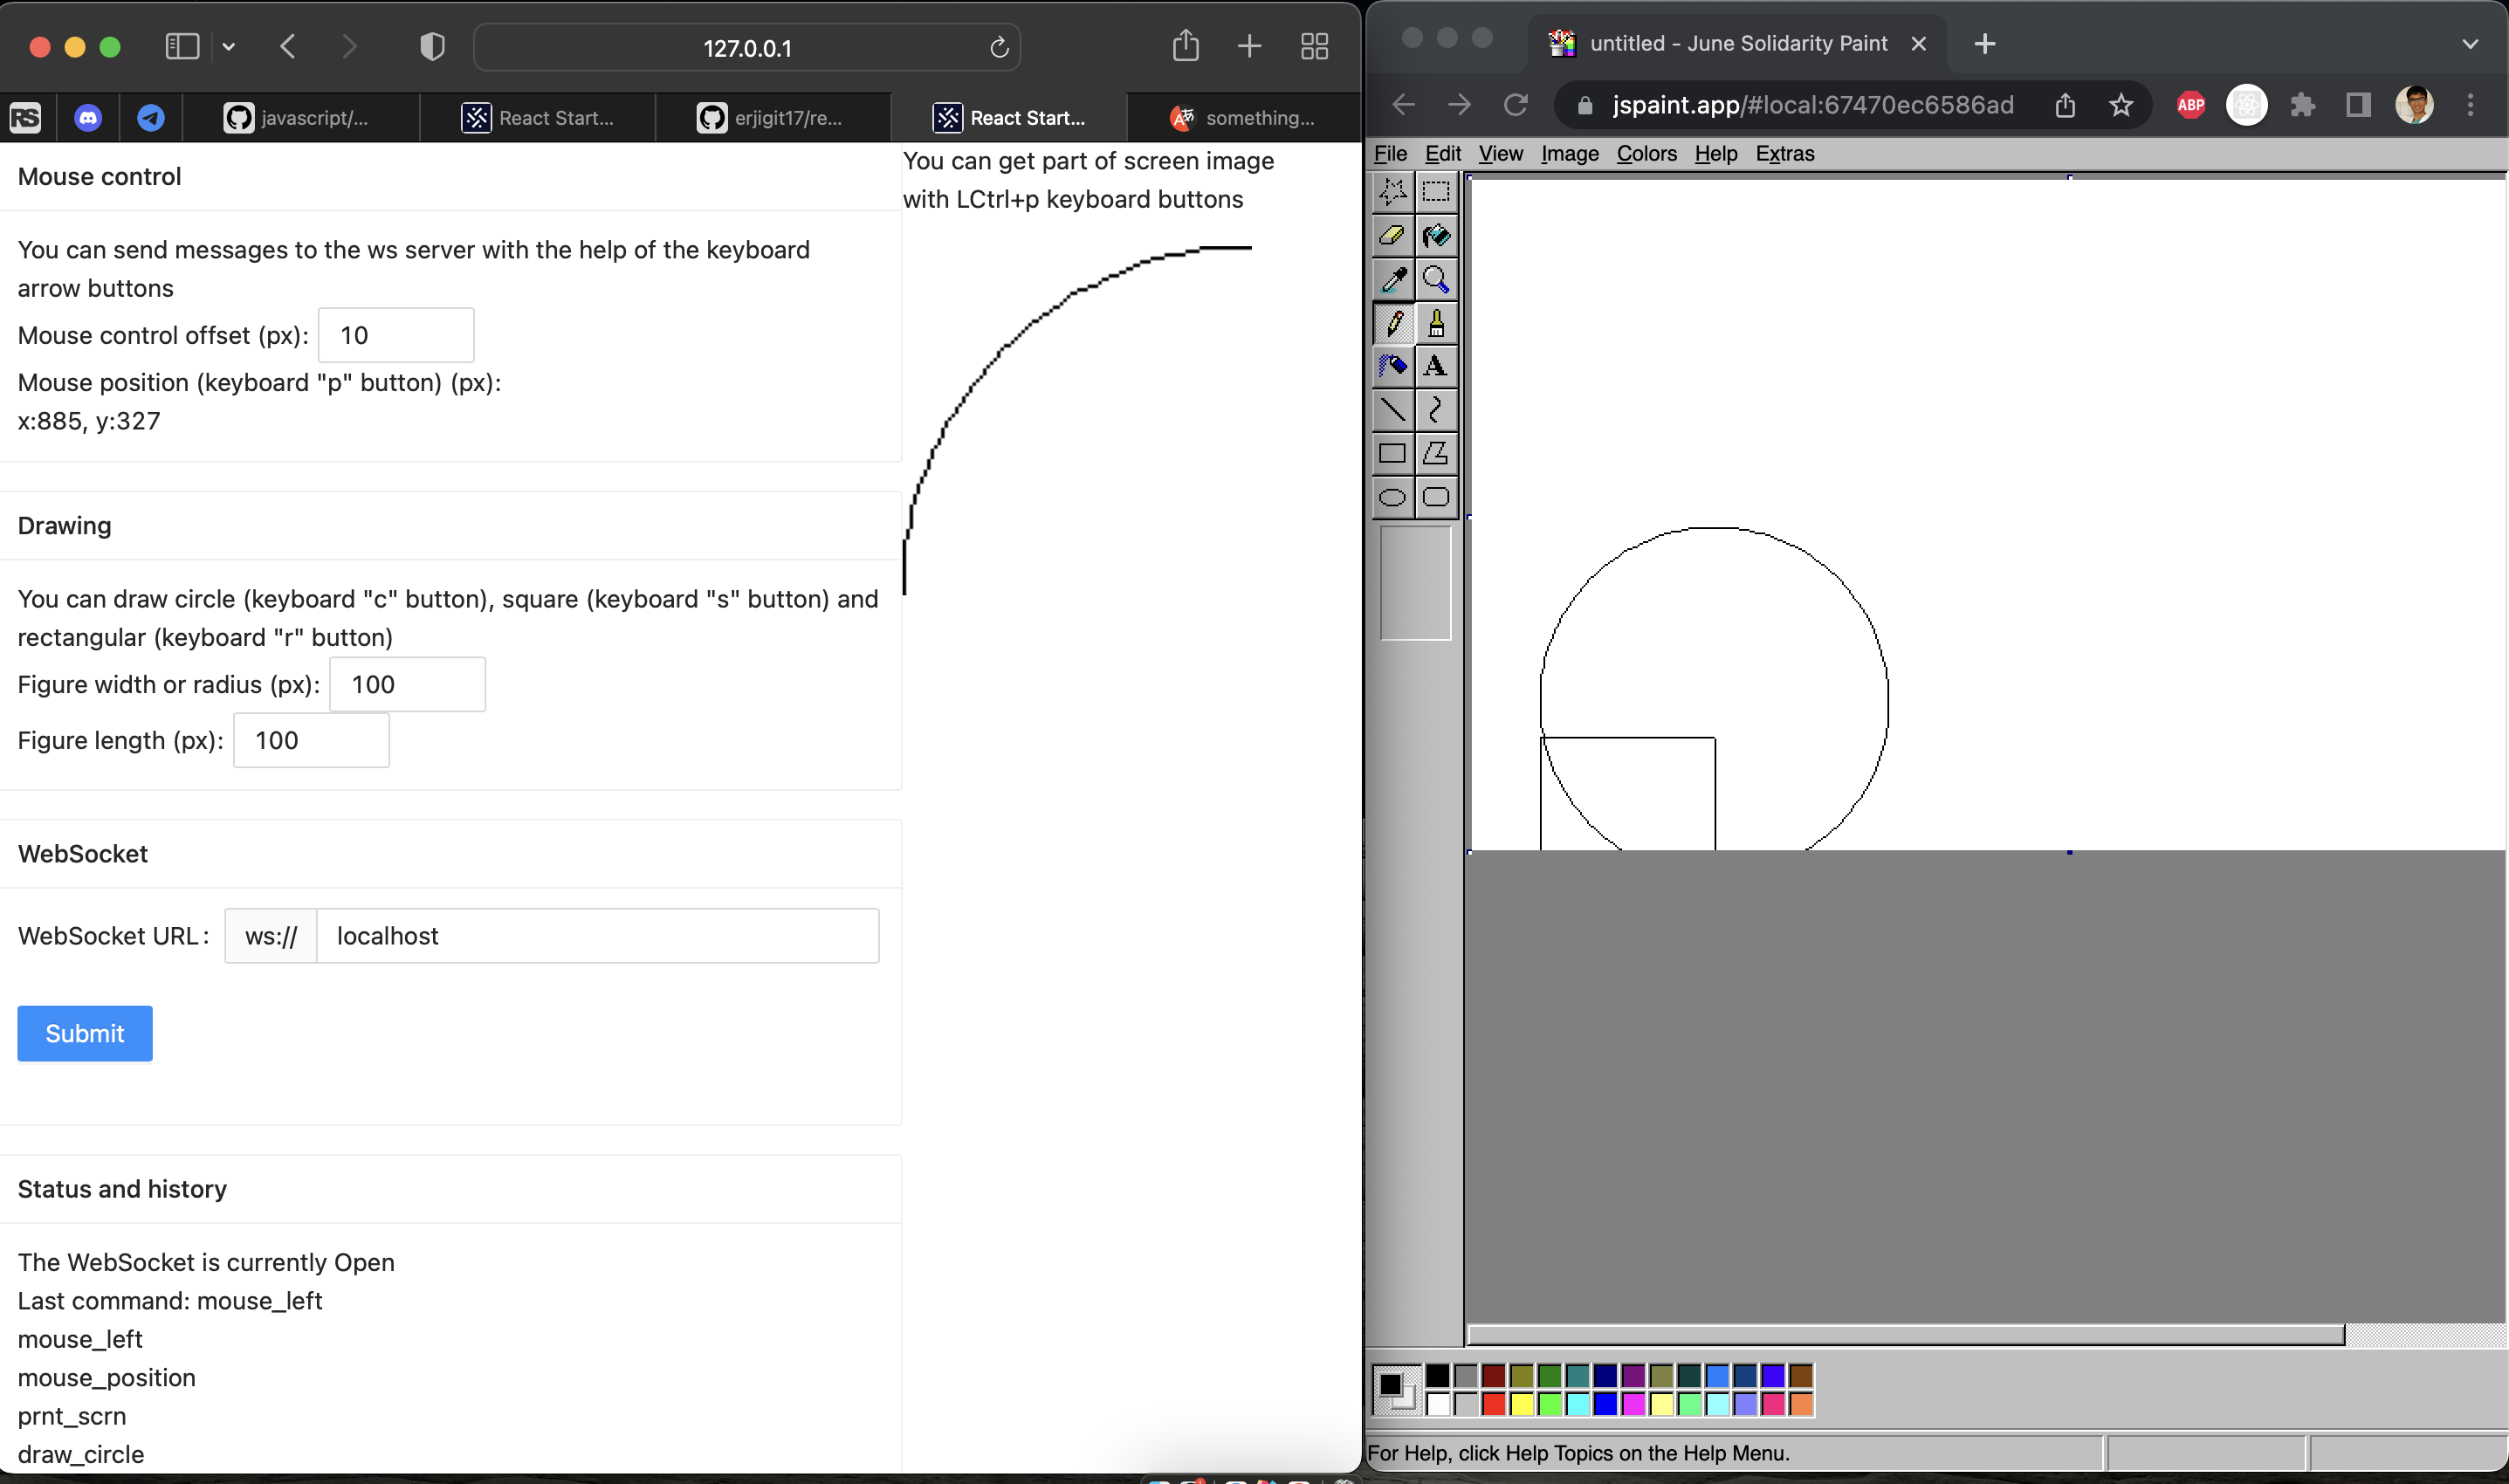 127.0.0.1
RS
javascript/...
React Start...
erjigit17/re...
React Start...
something...
Mouse control
You can send messages to the ws server with the help of the keyboard
arrow buttons
Mouse control offset (px): 10
Mouse position (keyboard "p" button) (px):
x:885, y:327
Drawing
You can draw circle (keyboard "c" button), square (keyboard "s" button) and
rectangular (keyboard "r" button)
Figure width or radius (px): 100
Figure length (px): 100
WebSocket
WebSocket URL: ws:// localhost
Submit
Status and history
The WebSocket is currently Open
Last command: mouse_left
mouse_left
mouse_position
prnt_scrn
draw_circle
You can get part of screen image
with LCtrl+p keyboard buttons
untitled - June Solidarity Paint
jspaint.app/#local:67470ec6586ad
ABP
File Edit View Image Colors Help Extras
A
For Help, click Help Topics on the Help Menu.